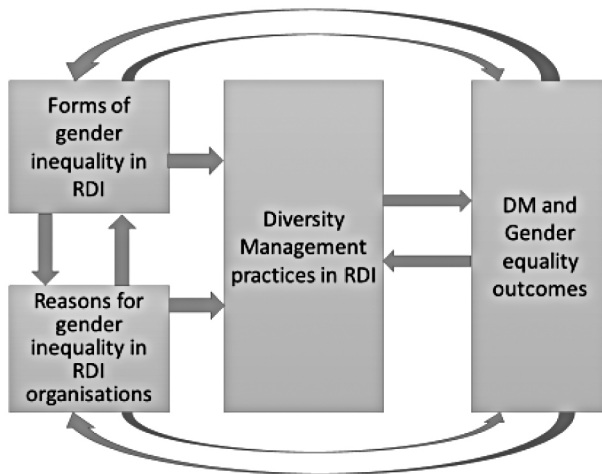 Forms of
gender
inequality in
RDI
Reasons for
gender
inequality in
RDI
organisations
Diversity
Management
practices in RDI
DM and
Gender
equality
outcomes